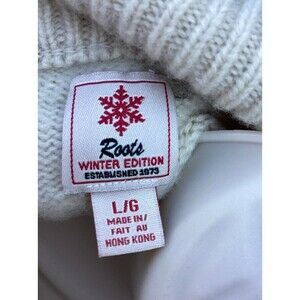 Roots
WINTER EDITION
ESTABLISHED 1973
L/G
MADE IN/
FAIT AU
HONG KONG